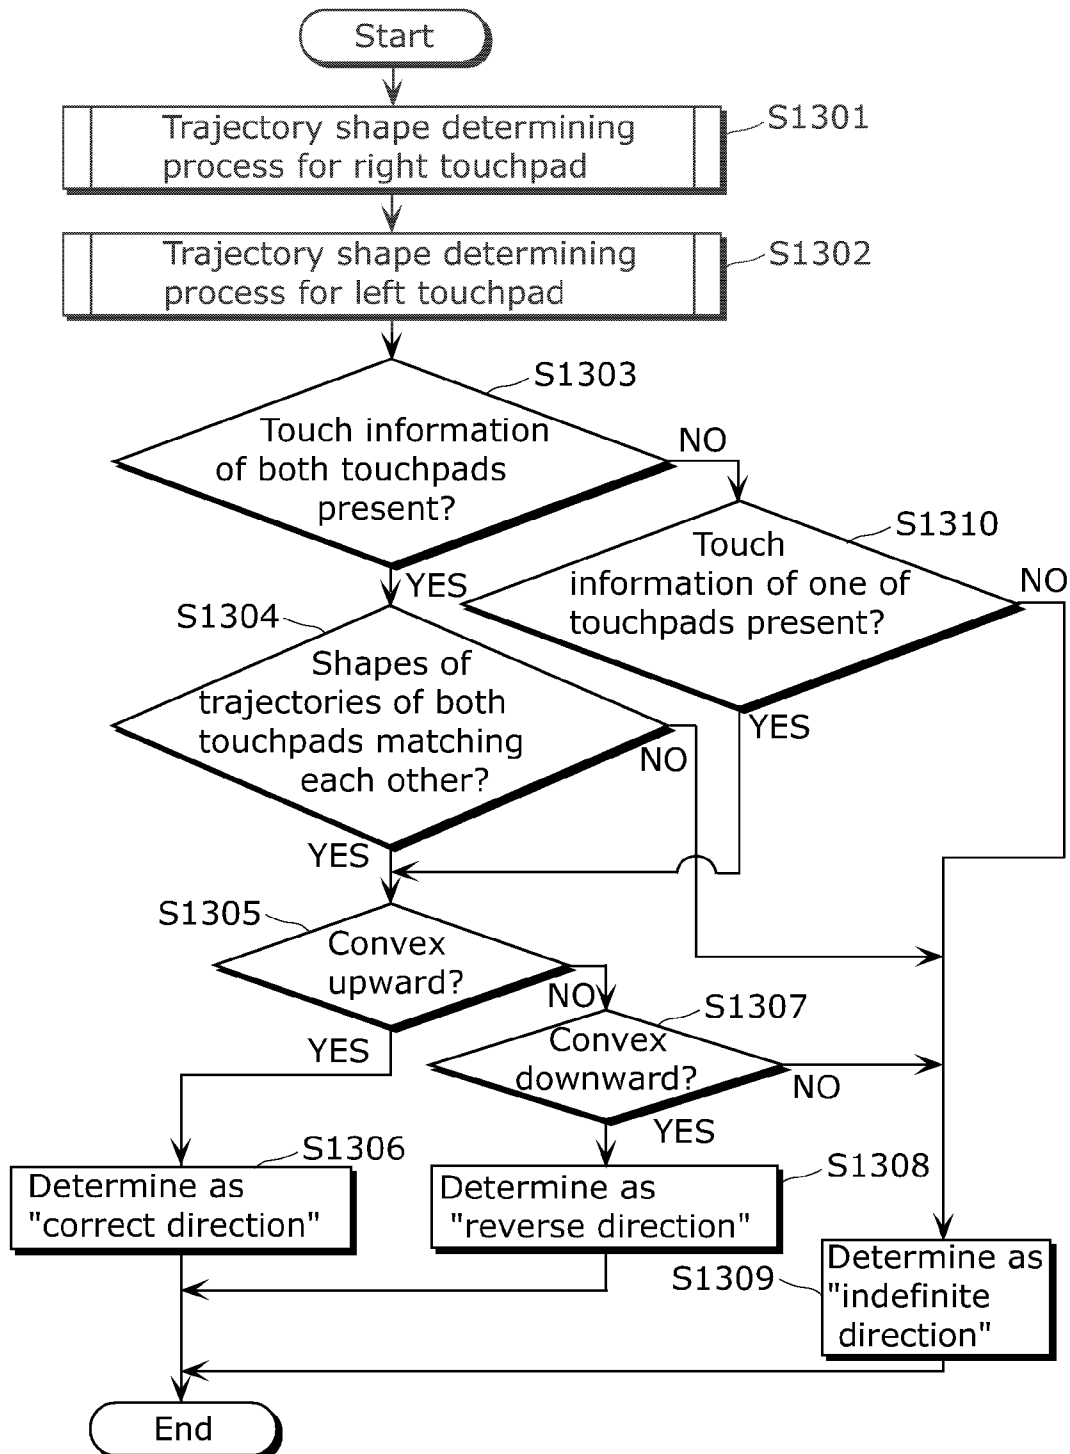 Start
Trajectory shape determining
process for right touchpad
S1301
Trajectory shape determining
process for left touchpad
S1302
S1303
Touch information
of both touchpads
present?
NO
YES
S1310
Touch
information of one of
touchpads present?
NO
YES
S1304
Shapes of
trajectories of both
touchpads matching
each other?
NO
YES
S1305
Convex
upward?
NO
YES
S1307
Convex
downward?
NO
YES
S1306
Determine as
"correct direction"
S1308
Determine as
"reverse direction"
S1309
Determine as
"indefinite
direction"
End